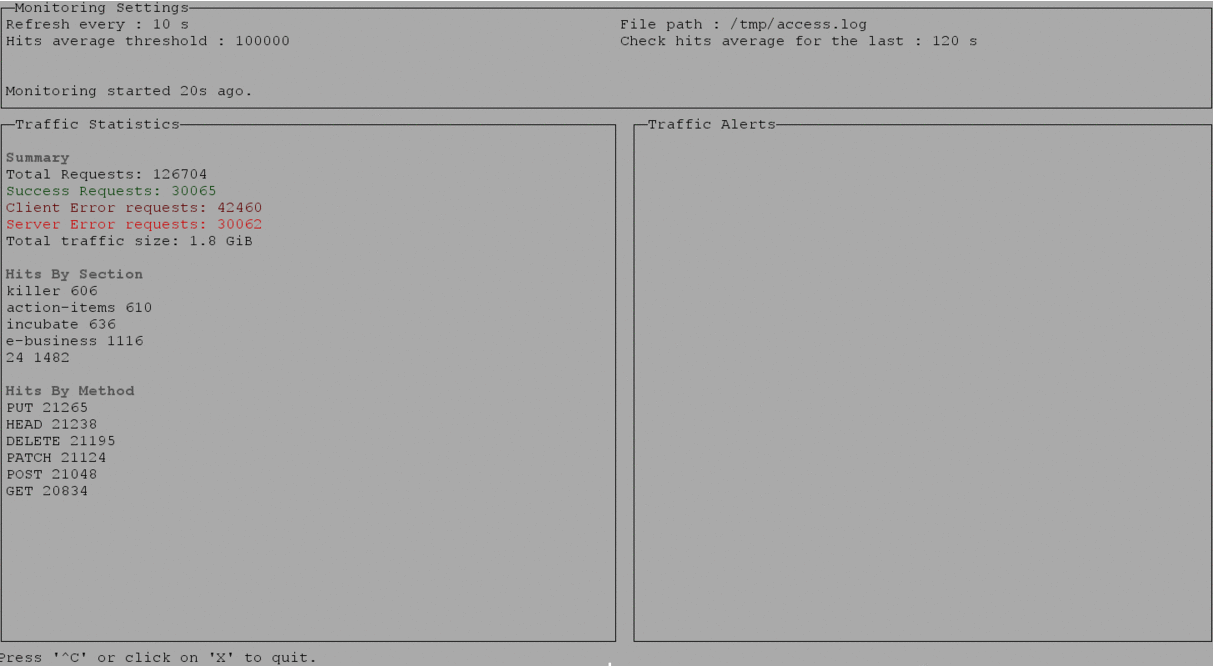 Monitoring Settings
Refresh every : 10 s
File path : /tmp/access.log
Hits average threshold : 100000
Check hits average for the last : 120 s
Monitoring started 20s ago.
Traffic Statistics
Summary
Total Requests: 126704
Success Requests: 30065
Client Error requests: 42460
Server Error requests: 30062
Total traffic size: 1.8 GiB
Hits By Section
killer 606
action-items 610
incubate 636
e-business 1116
24 1482
Hits By Method
PUT 21265
HEAD 21238
DELETE 21195
PATCH 21124
POST 21048
GET 20834
Traffic Alerts
Press '^C' or click on 'X' to quit.